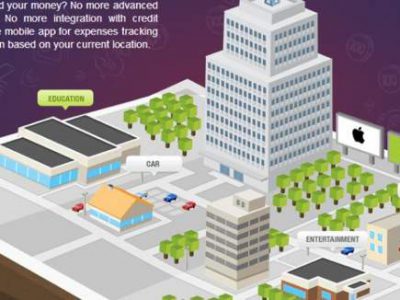 d your money? No more advanced
No more integration with credit
mobile app for expenses tracking
n based on your current location.
EDUCATION
CAR
ENTERTAINMENT